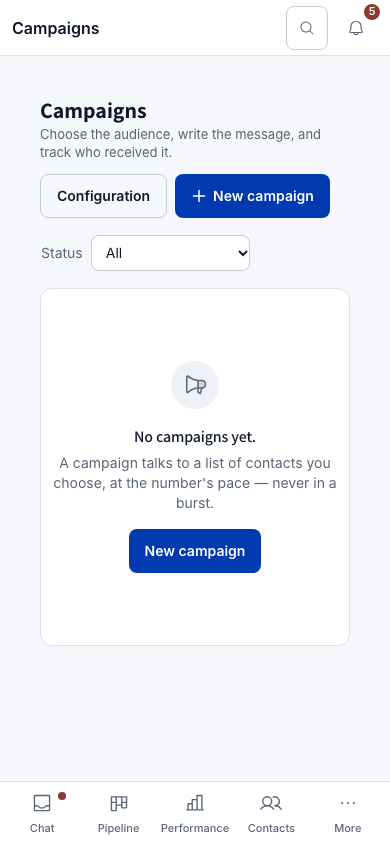 Campaigns
5
Campaigns
Choose the audience, write the message, and
track who received it.
Configuration
New campaign
Status
All
No campaigns yet.
A campaign talks to a list of contacts you
choose, at the number's pace — never in a
burst.
New campaign
Chat
Pipeline
Performance
Contacts
More